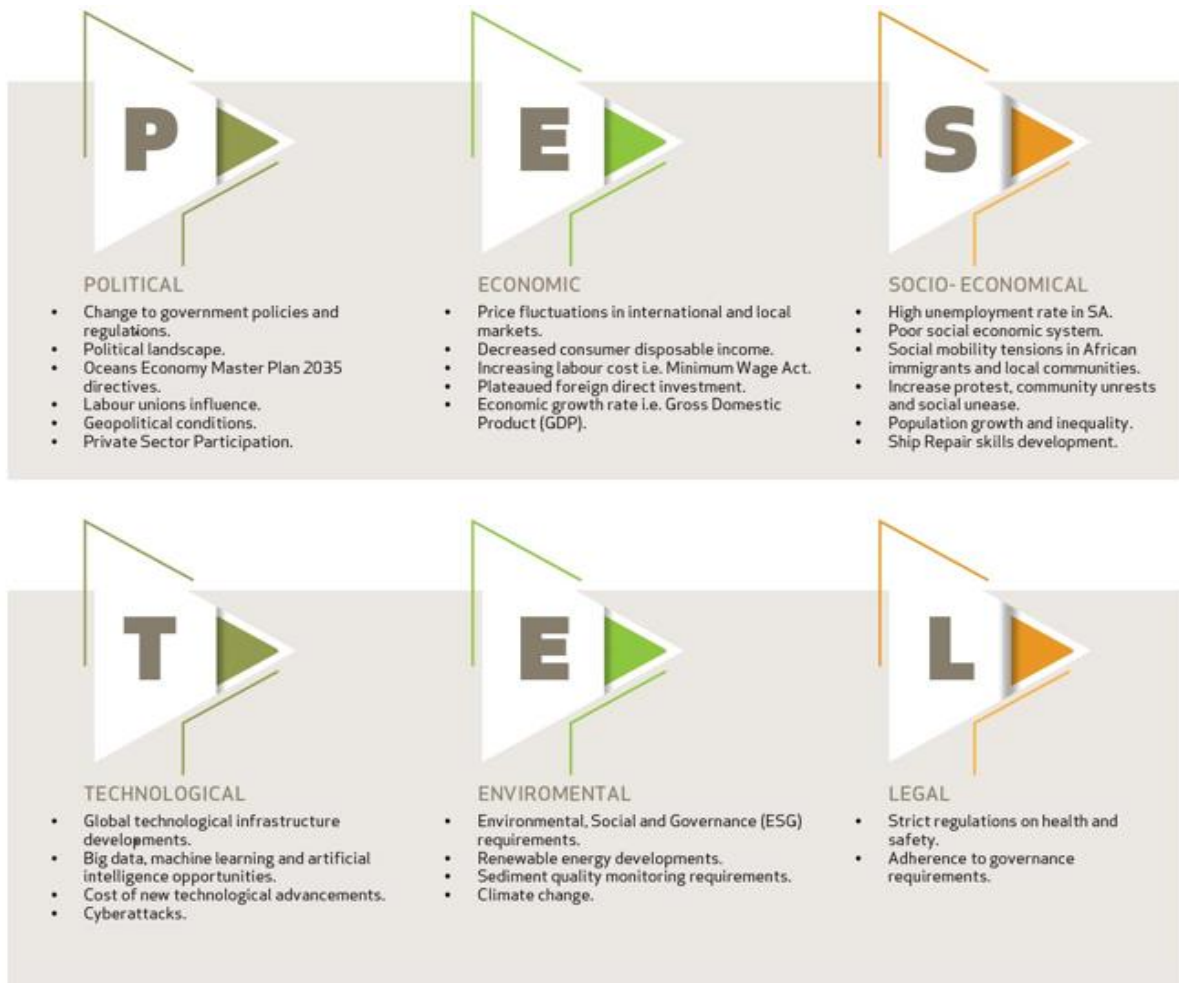 P
POLITICAL
• Change to government policies and
regulations.
• Political landscape.
• Oceans Economy Master Plan 2035
directives.
• Labour unions influence.
• Geopolitical conditions.
• Private Sector Participation.
E
ECONOMIC
• Price fluctuations in international and local
markets.
• Decreased consumer disposable income.
• Increasing labour cost i.e. Minimum Wage Act.
• Plateaued foreign direct investment.
• Economic growth rate i.e. Gross Domestic
Product (GDP).
S
SOCIO- ECONOMICAL
• High unemployment rate in SA.
• Poor social economic system.
• Social mobility tensions in African
immigrants and local communities.
• Increase protest, community unrests
and social unease.
• Population growth and inequality.
• Ship Repair skills development.
T
TECHNOLOGICAL
• Global technological infrastructure
developments.
• Big data, machine learning and artificial
intelligence opportunities.
• Cost of new technological advancements.
• Cyberattacks.
E
ENVIROMENTAL
• Environmental, Social and Governance (ESG)
requirements.
• Renewable energy developments.
• Sediment quality monitoring requirements.
• Climate change.
L
LEGAL
• Strict regulations on health and
safety.
• Adherence to governance
requirements.